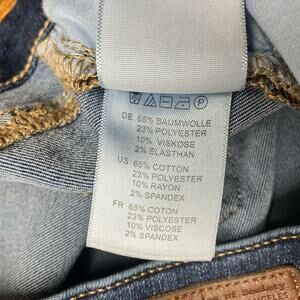 DE 65% BAUMWOLLE
23% POLYESTER
10% VISKOSE
2% ELASTHAN
US 65% COTTON
23% POLYESTER
10% RAYON
2% SPANDEX
FR 65% COTON
23% POLYESTER
10% VISCOSE
2% SPANDEX